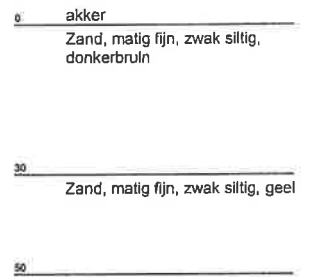 0 akker
Zand, matig fijn, zwak siltig,
donkerbruin
30
Zand, matig fijn, zwak siltig, geel
50